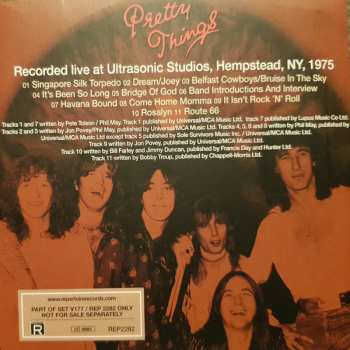 Pretty
Things
Recorded live at Ultrasonic Studios, Hempstead, NY, 1975
01 Singapore Silk Torpedo 02 Dream/Joey 03 Belfast Cowboys/Bruise In The Sky
04 It's Been So Long 05 Bridge Of God 06 Band Introductions And Interview
07 Havana Bound 08 Come Home Momma 09 It Isn't Rock 'N' Roll
10 Rosalyn 11 Route 66
Tracks 1 and 7 written by Pete Tolson / Phil May. Track 1 published by Universal/MCA Music Ltd, track 7 published by Lupus Music Co Ltd.
Tracks 2 and 3 written by Jon Povey/Phil May, published by Universal/MCA Music Ltd. Tracks 4, 5, 6 and 8 written by Phil May, published by
Universal/MCA Music Ltd except track 5 published by Sole Survivors Music Inc. / Universal/MCA Music Ltd.
Track 9 written by Jon Povey, published by Universal/MCA Music Ltd.
Track 10 written by Bill Farley and Jimmy Duncan, published by Francis Day and Hunter Ltd.
Track 11 written by Bobby Troup, published by Chappell-Morris Ltd.
www.repertoirerecords.com
PART OF SET V177 / REP 2282 ONLY
NOT FOR SALE SEPARATELY
R
REP2282